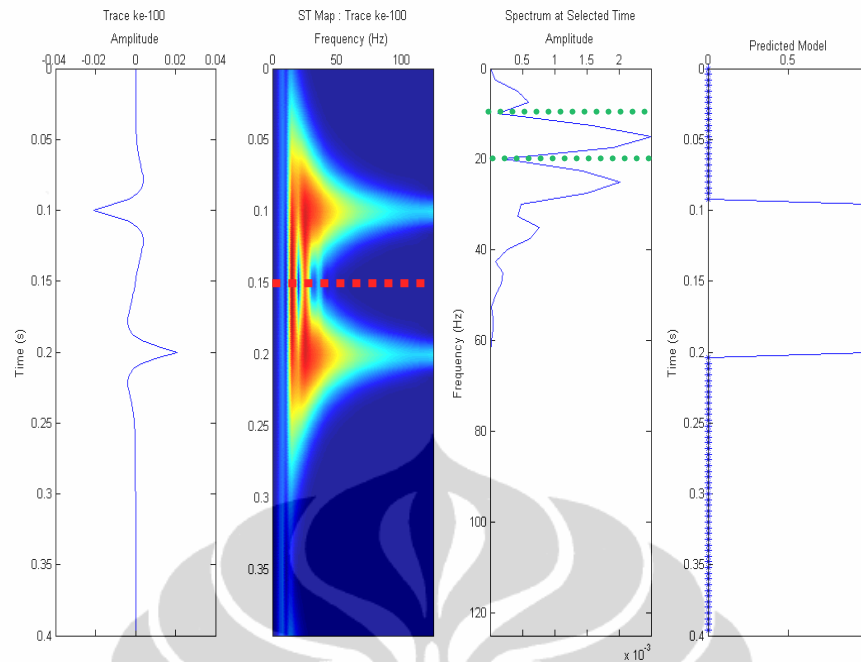 Trace ke-100
Amplitude
-0.04 -0.02 0 0.02 0.04
Time (s)
0
0.05
0.1
0.15
0.2
0.25
0.3
0.35
0.4
ST Map : Trace ke-100
Frequency (Hz)
0 50 100
0
0.05
0.1
0.15
0.2
0.25
0.3
0.35
Spectrum at Selected Time
Amplitude
0.5 1 1.5 2
Frequency (Hz)
0
20
40
60
80
100
120
x 10⁻³
Predicted Model
0 0.5
Time (s)
0
0.05
0.1
0.15
0.2
0.25
0.3
0.35
0.4